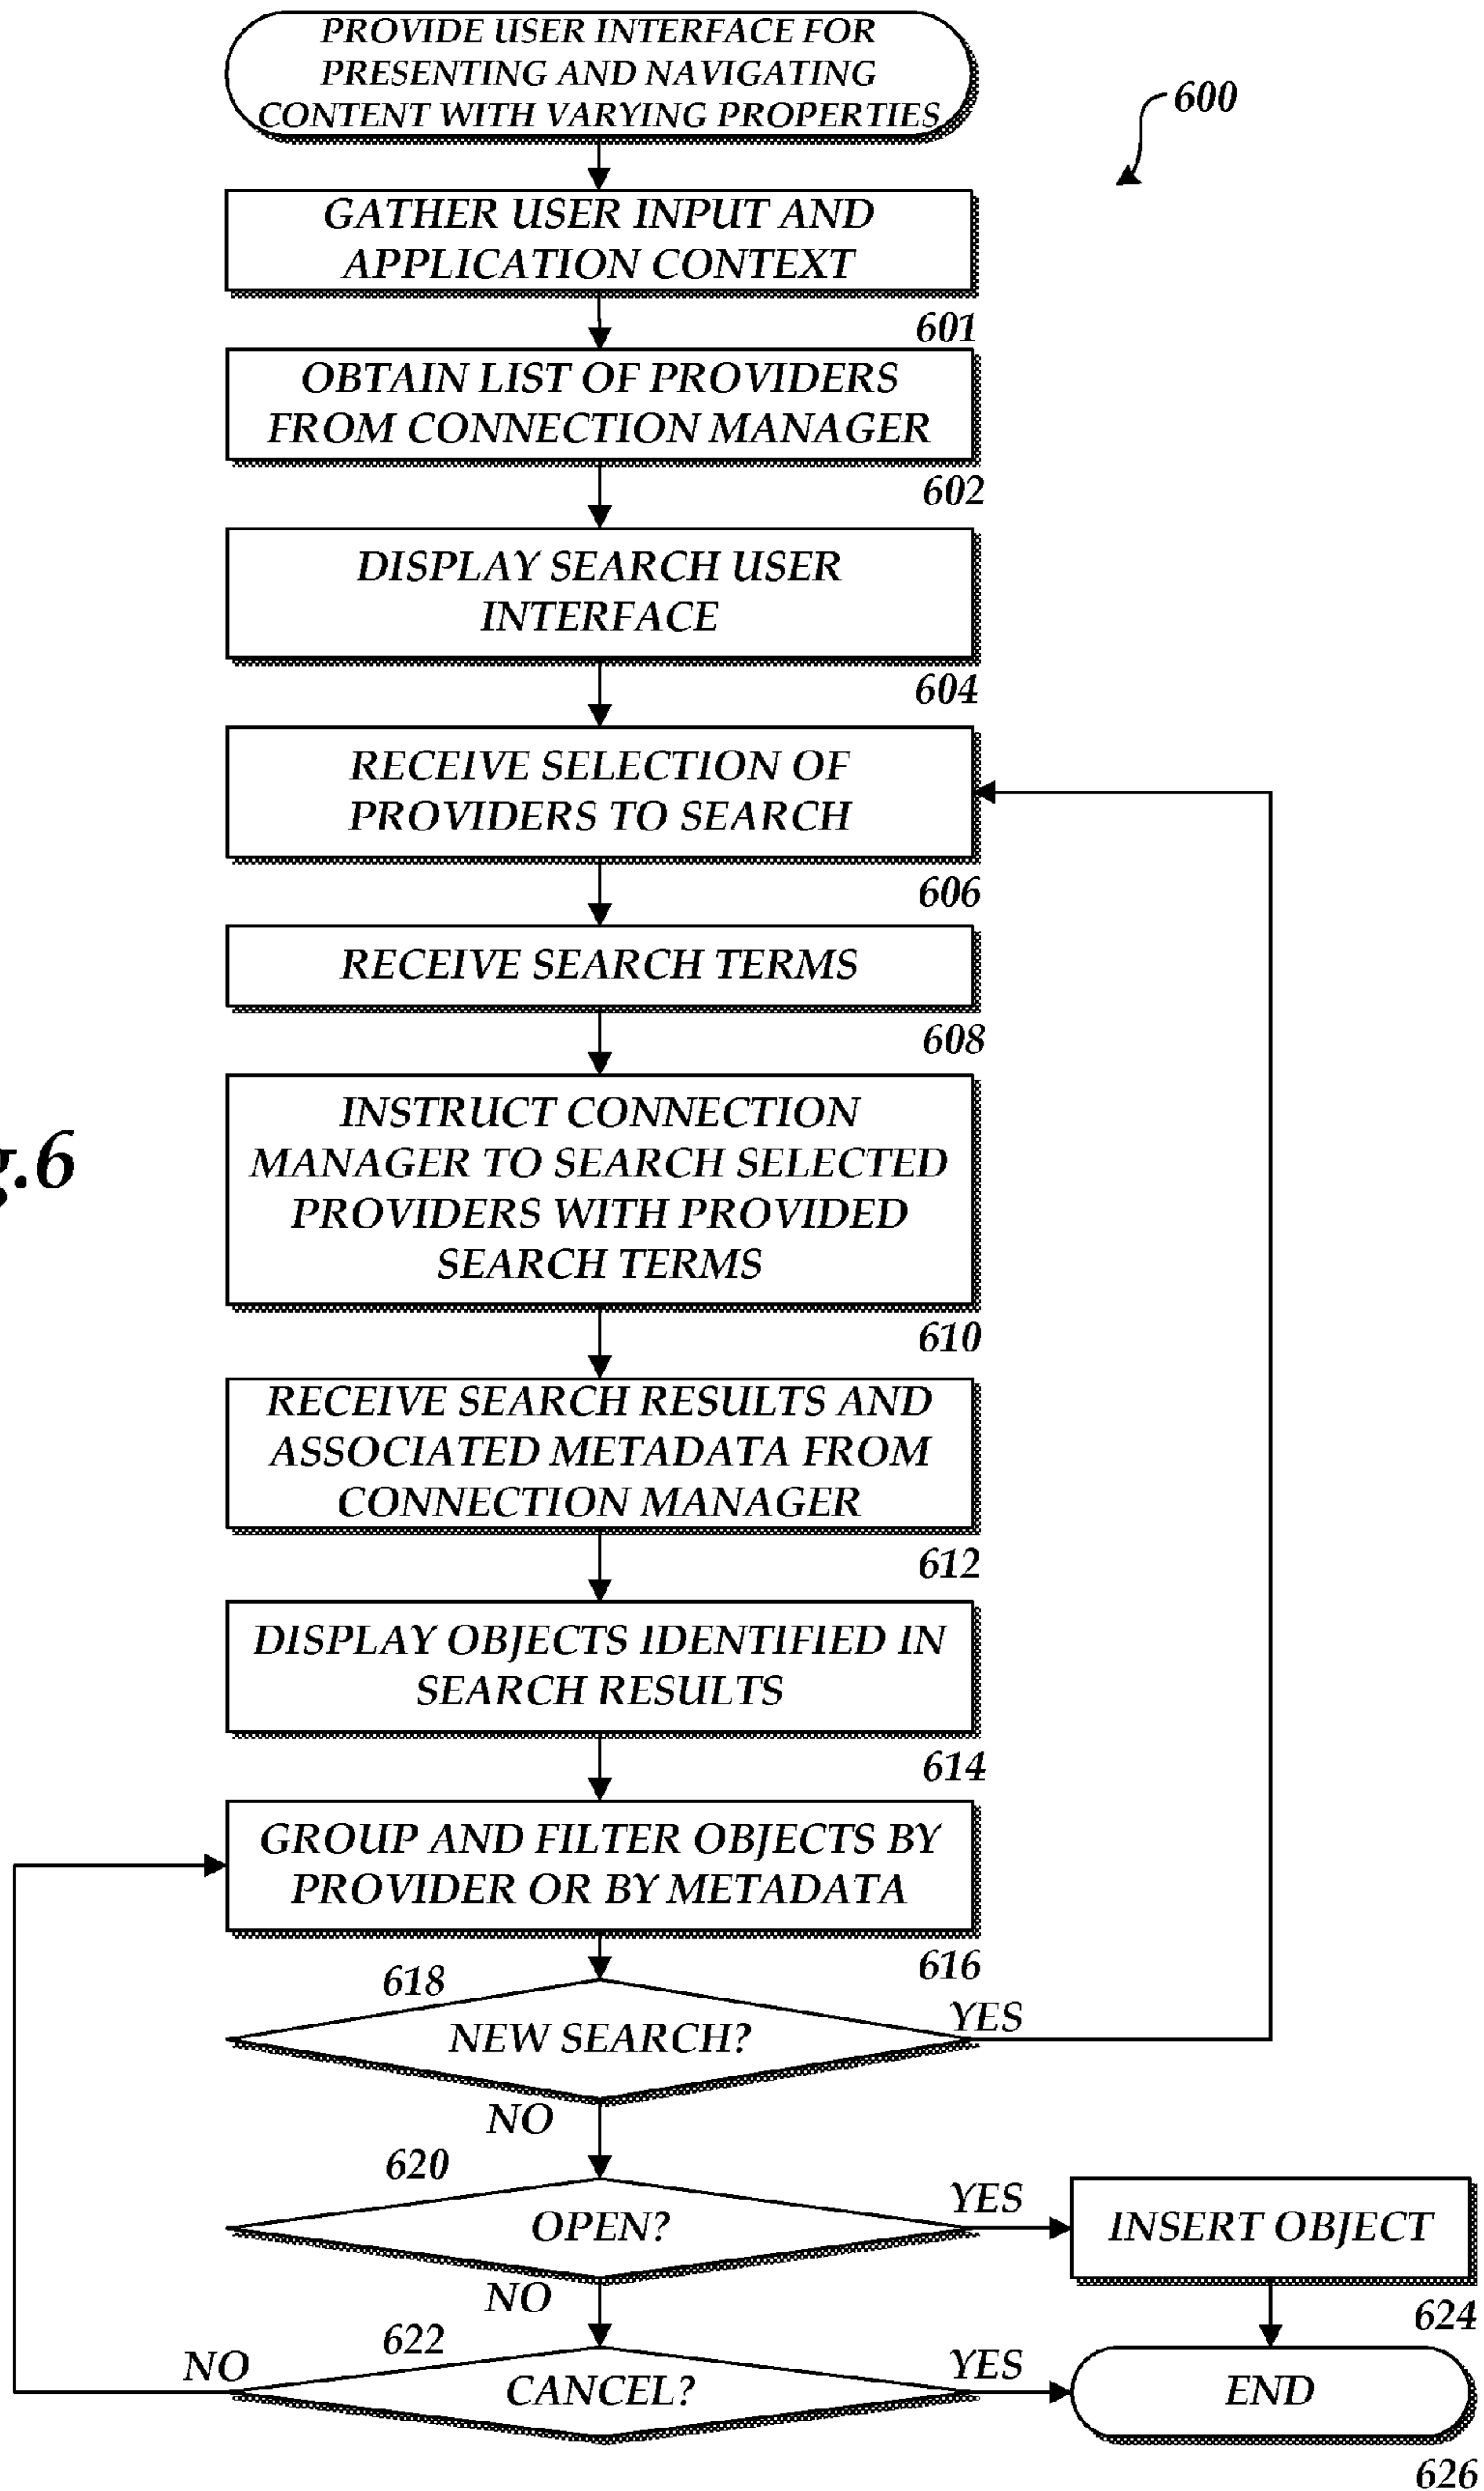 PROVIDE USER INTERFACE FOR
PRESENTING AND NAVIGATING
CONTENT WITH VARYING PROPERTIES
600
GATHER USER INPUT AND
APPLICATION CONTEXT
601
OBTAIN LIST OF PROVIDERS
FROM CONNECTION MANAGER
602
DISPLAY SEARCH USER
INTERFACE
604
RECEIVE SELECTION OF
PROVIDERS TO SEARCH
606
RECEIVE SEARCH TERMS
608
INSTRUCT CONNECTION
MANAGER TO SEARCH SELECTED
PROVIDERS WITH PROVIDED
SEARCH TERMS
g.6
610
RECEIVE SEARCH RESULTS AND
ASSOCIATED METADATA FROM
CONNECTION MANAGER
612
DISPLAY OBJECTS IDENTIFIED IN
SEARCH RESULTS
614
GROUP AND FILTER OBJECTS BY
PROVIDER OR BY METADATA
616
618
NEW SEARCH?
YES
NO
620
OPEN?
YES
INSERT OBJECT
624
NO
622
CANCEL?
NO
YES
END
626